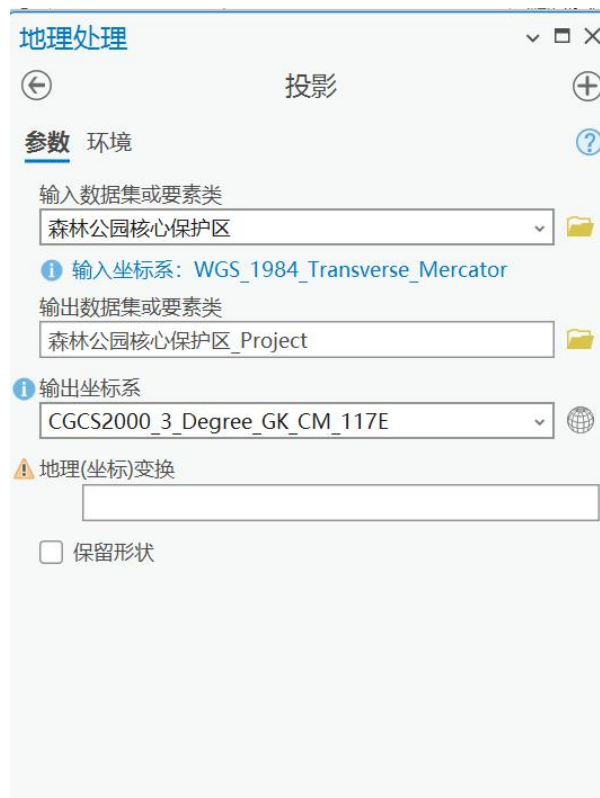 地理处理
投影
参数 环境
输入数据集或要素类
森林公园核心保护区
输入坐标系：WGS_1984_Transverse_Mercator
输出数据集或要素类
森林公园核心保护区_Project
输出坐标系
CGCS2000_3_Degree_GK_CM_117E
地理(坐标)变换
保留形状